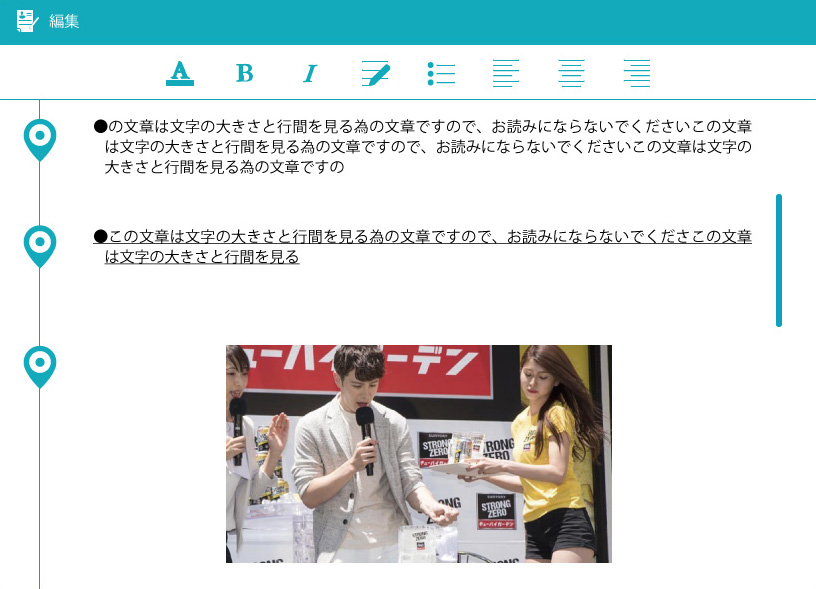 編集
A B I
●の文章は文字の大きさと行間を見る為の文章ですので、お読みにならないでくださいこの文章
は文字の大きさと行間を見る為の文章ですので、お読みにならないでくださいこの文章は文字の
大きさと行間を見る為の文章ですの
●この文章は文字の大きさと行間を見る為の文章ですので、お読みにならないでくださこの文章
は文字の大きさと行間を見る
ューハイガーデン
STRONG
ZERO
STRONG
ZERO
STRONG
ZERO
チューハイガーデン
STRONG
ZERO